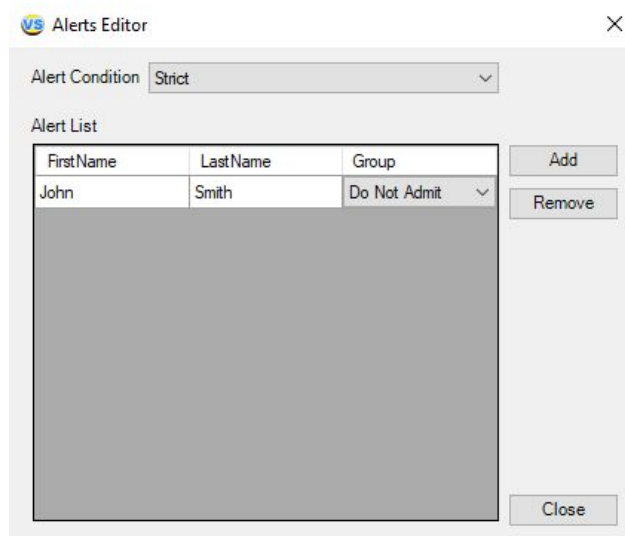 VS Alerts Editor
Alert Condition Strict
Alert List
FirstName LastName Group
John Smith Do Not Admit
Add
Remove
Close